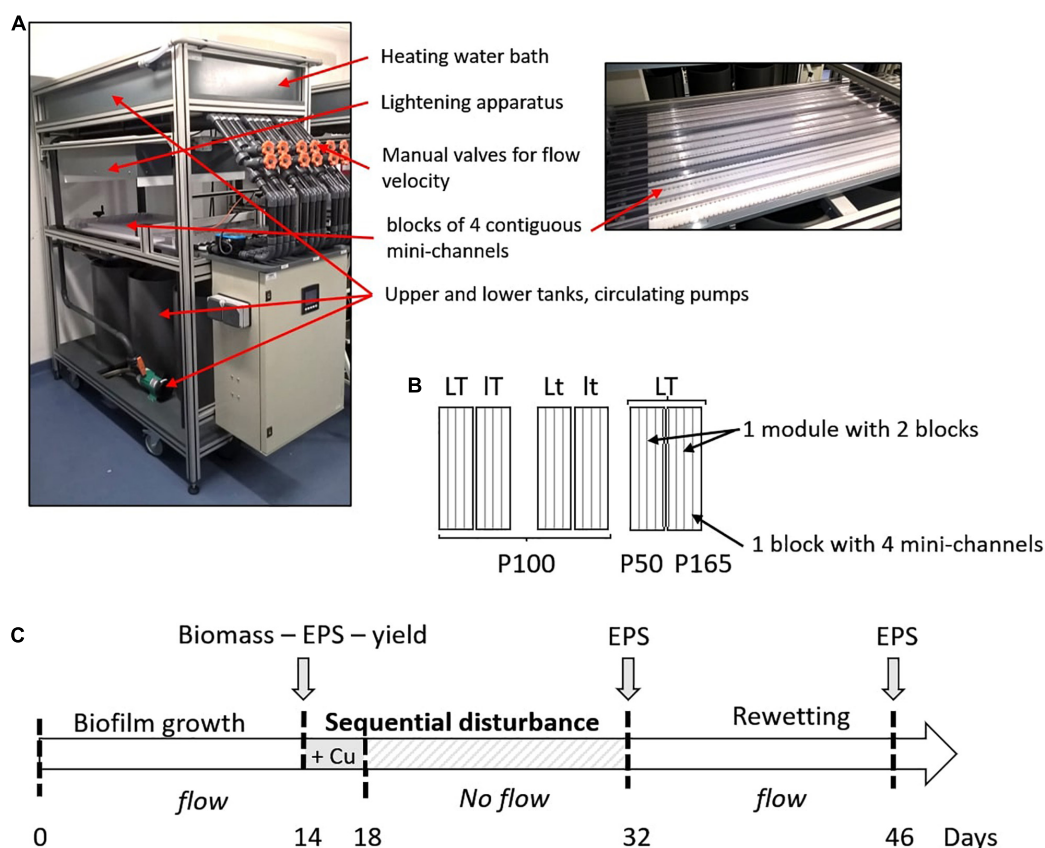 A
Heating water bath
Lightening apparatus
Manual valves for flow
velocity
blocks of 4 contiguous
mini-channels
Upper and lower tanks, circulating pumps
B
LT lT Lt lt LT
1 module with 2 blocks
1 block with 4 mini-channels
P100 P50 P165
C
Biomass – EPS – yield EPS EPS
Biofilm growth Sequential disturbance Rewetting
+ Cu
flow No flow flow
0 14 18 32 46 Days